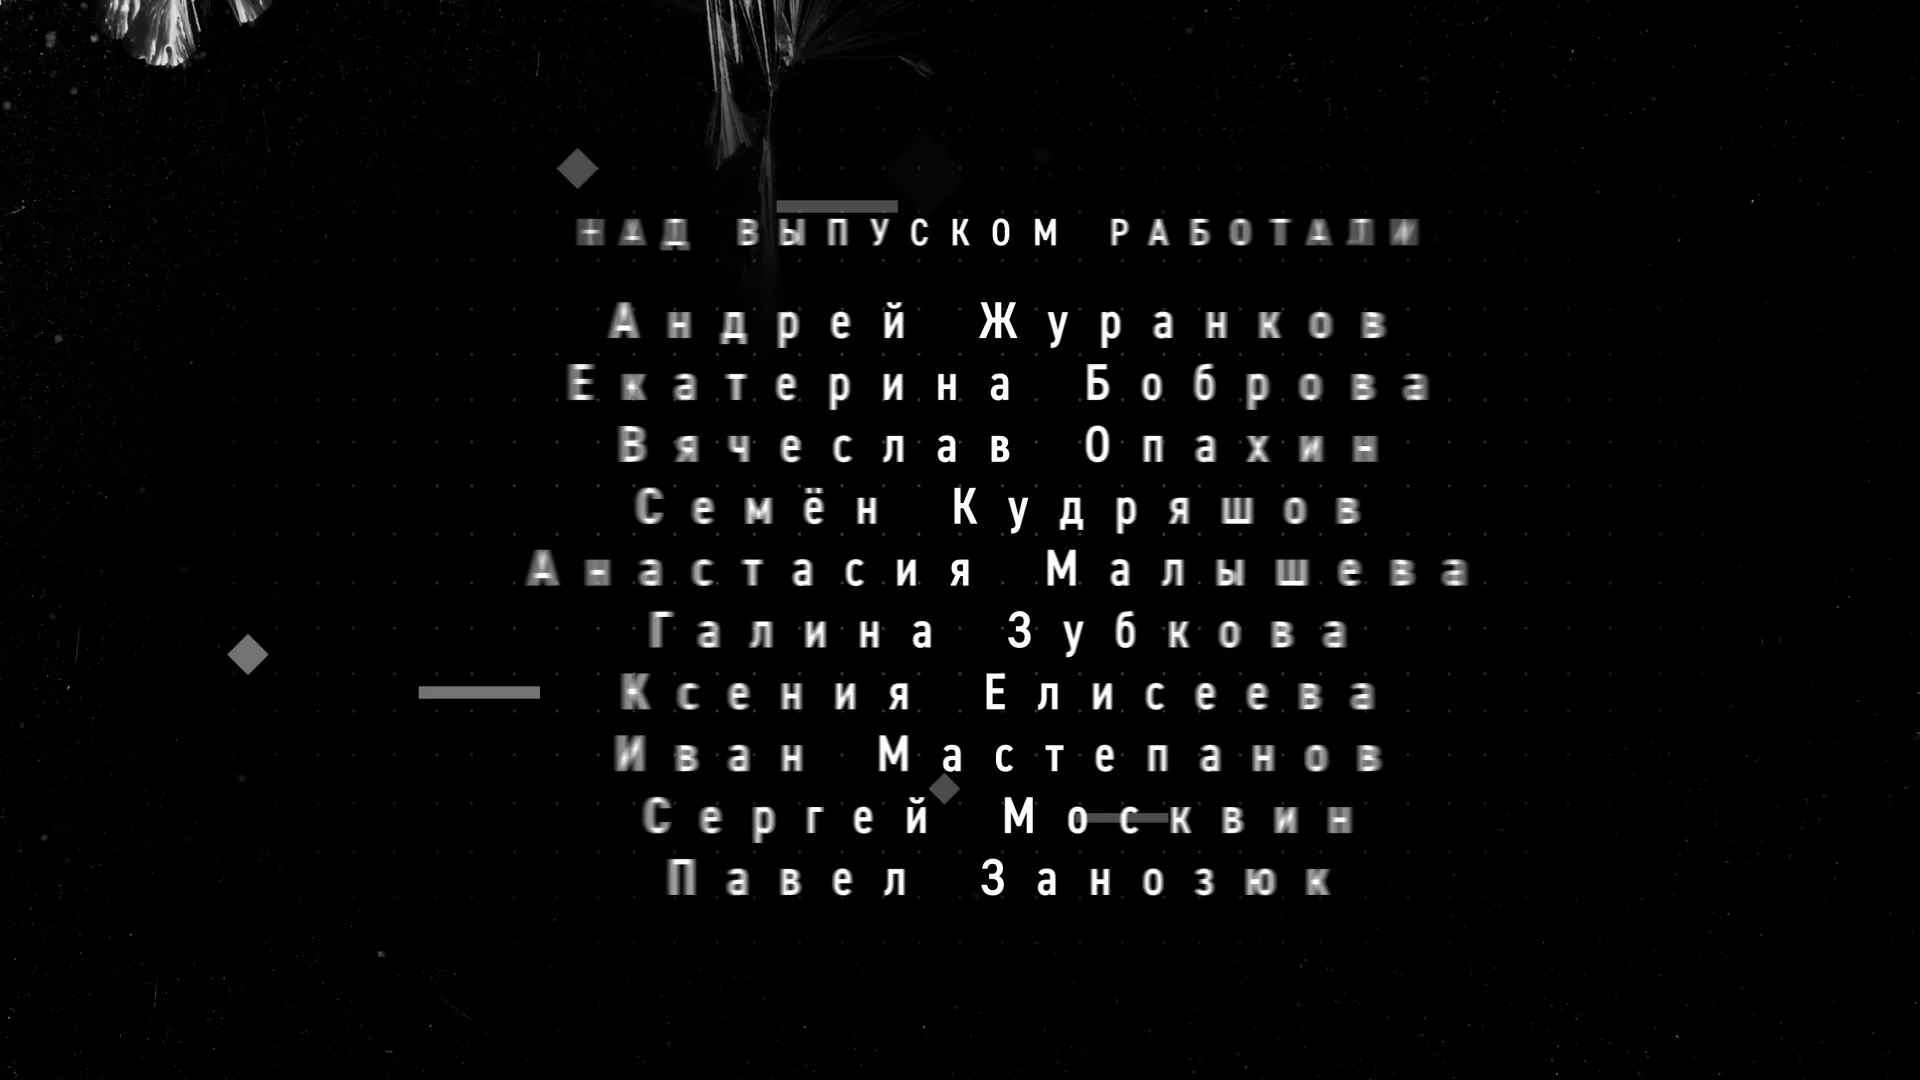 НАД ВЫПУСКОМ РАБОТАЛИ
Андрей Журанков
Екатерина Боброва
Вячеслав Опахин
Семён Кудряшов
Анастасия Малышева
Галина Зубкова
Ксения Елисеева
Иван Мастепанов
Сергей Москвин
Павел Занозюк